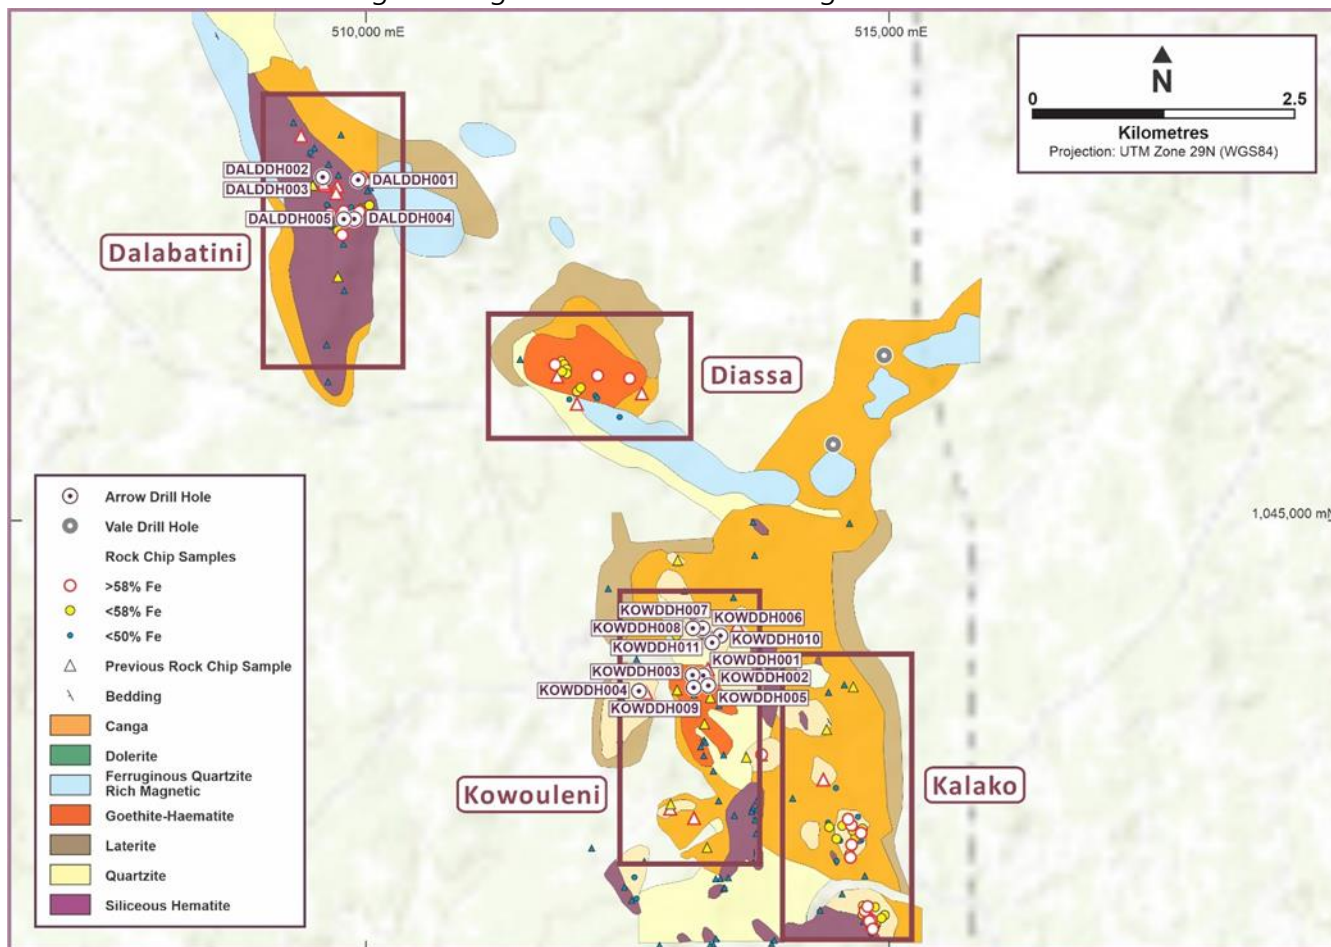 510,000 mE
515,000 mE
N
0 2.5
Kilometres
Projection: UTM Zone 29N (WGS84)
DALDDH002
DALDDH001
DALDDH003
DALDDH005
DALDDH004
Dalabatini
Diassa
1,045,000 mN
Arrow Drill Hole
Vale Drill Hole
Rock Chip Samples
>58% Fe
<58% Fe
<50% Fe
Previous Rock Chip Sample
Bedding
Canga
Dolerite
Ferruginous Quartzite
Rich Magnetic
Goethite-Haematite
Laterite
Quartzite
Siliceous Hematite
KOWDDH007
KOWDDH006
KOWDDH008
KOWDDH010
KOWDDH011
KOWDDH001
KOWDDH003
KOWDDH002
KOWDDH004
KOWDDH005
KOWDDH009
Kowouleni
Kalako